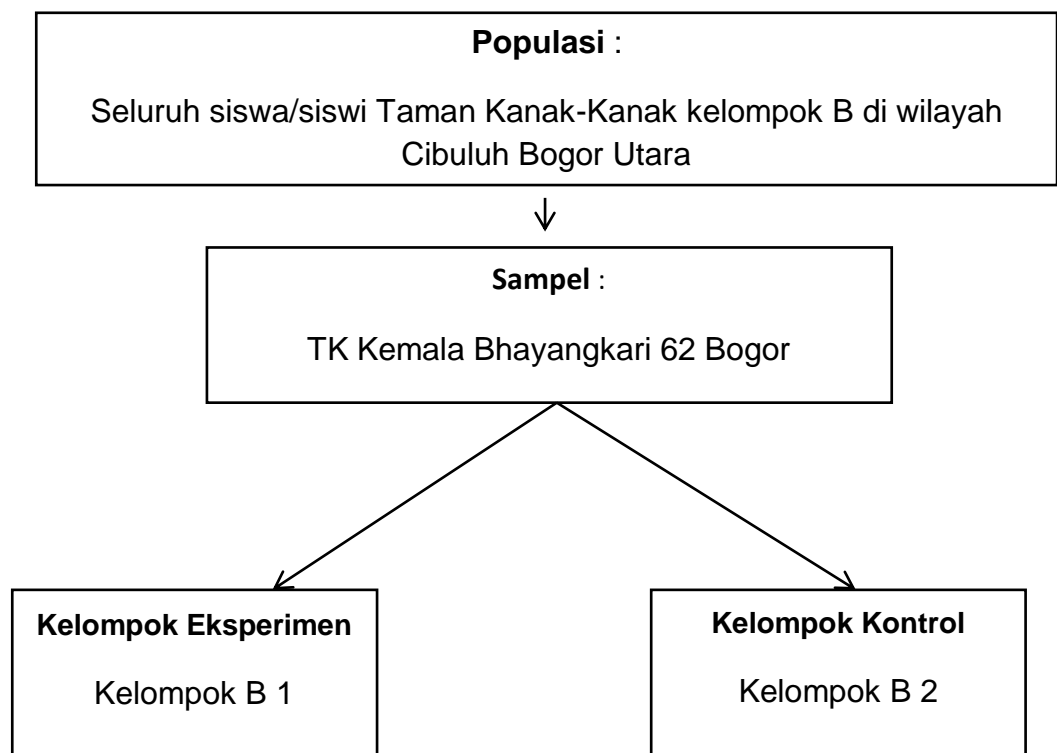 Populasi :
Seluruh siswa/siswi Taman Kanak-Kanak kelompok B di wilayah
Cibuluh Bogor Utara
Sampel :
TK Kemala Bhayangkari 62 Bogor
Kelompok Eksperimen
Kelompok B 1
Kelompok Kontrol
Kelompok B 2